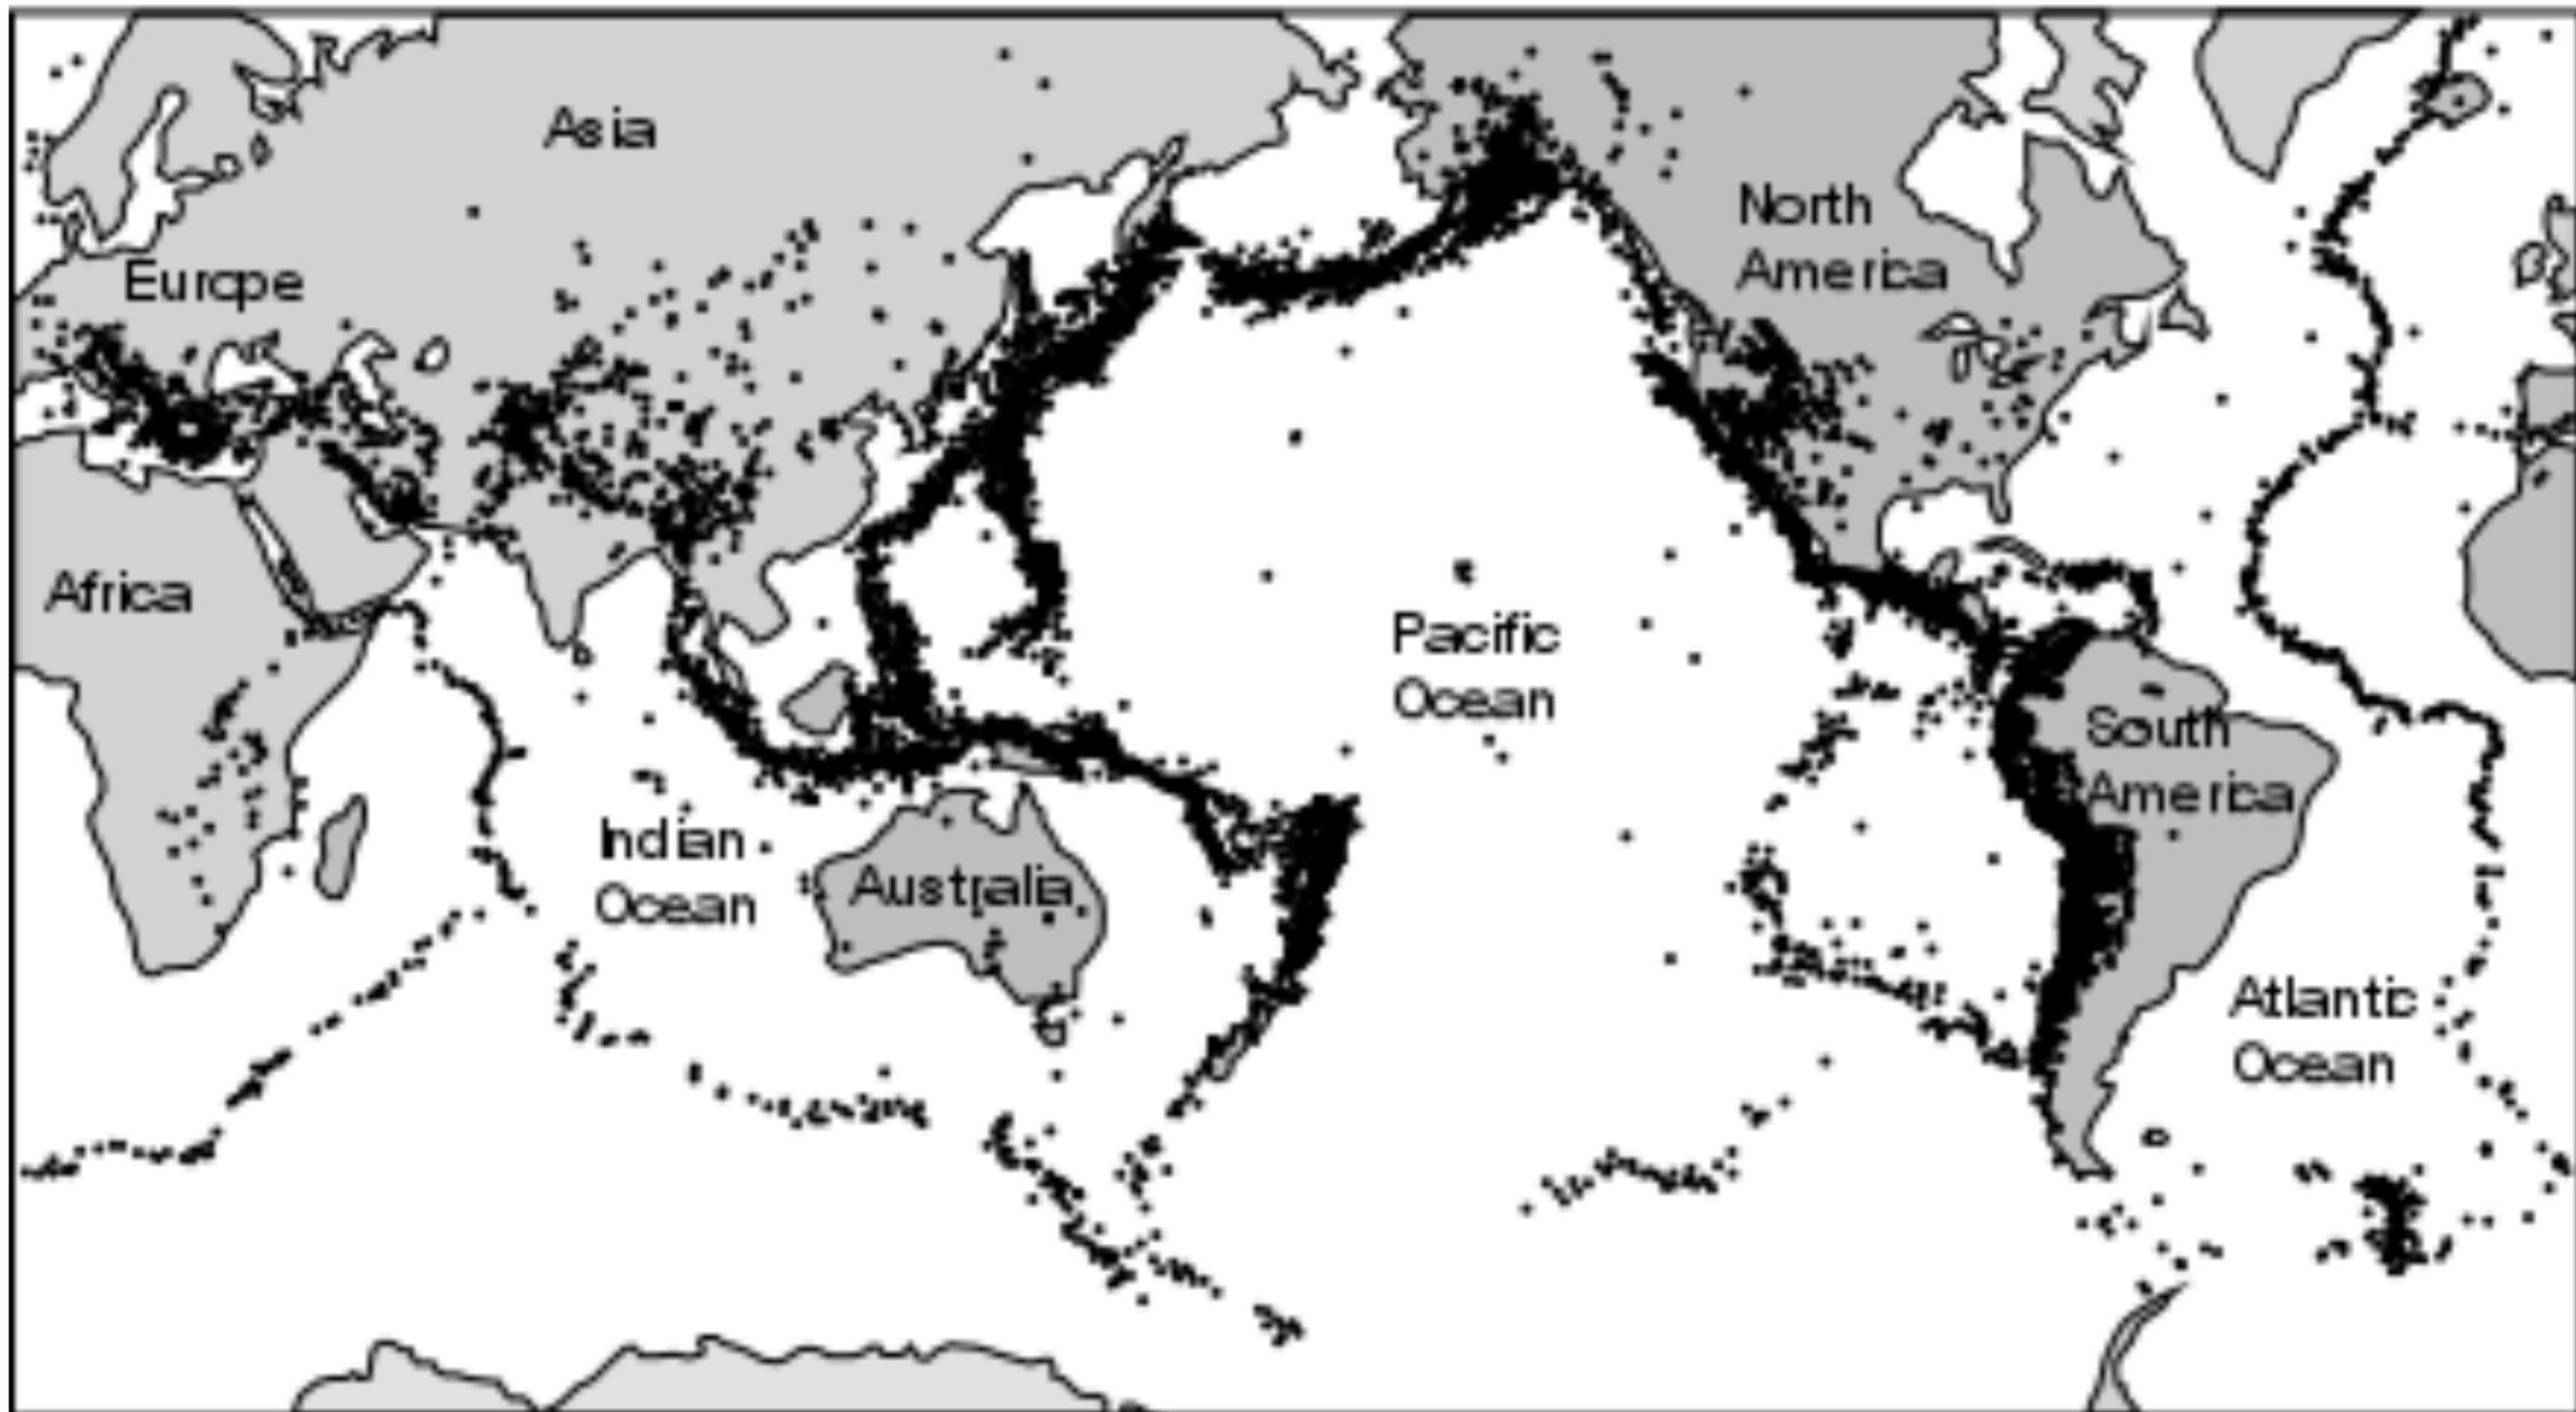 Asia
North
America
Europe
Africa
Pacific
Ocean
South
America
Indian
Ocean
Australia
Atlantic
Ocean